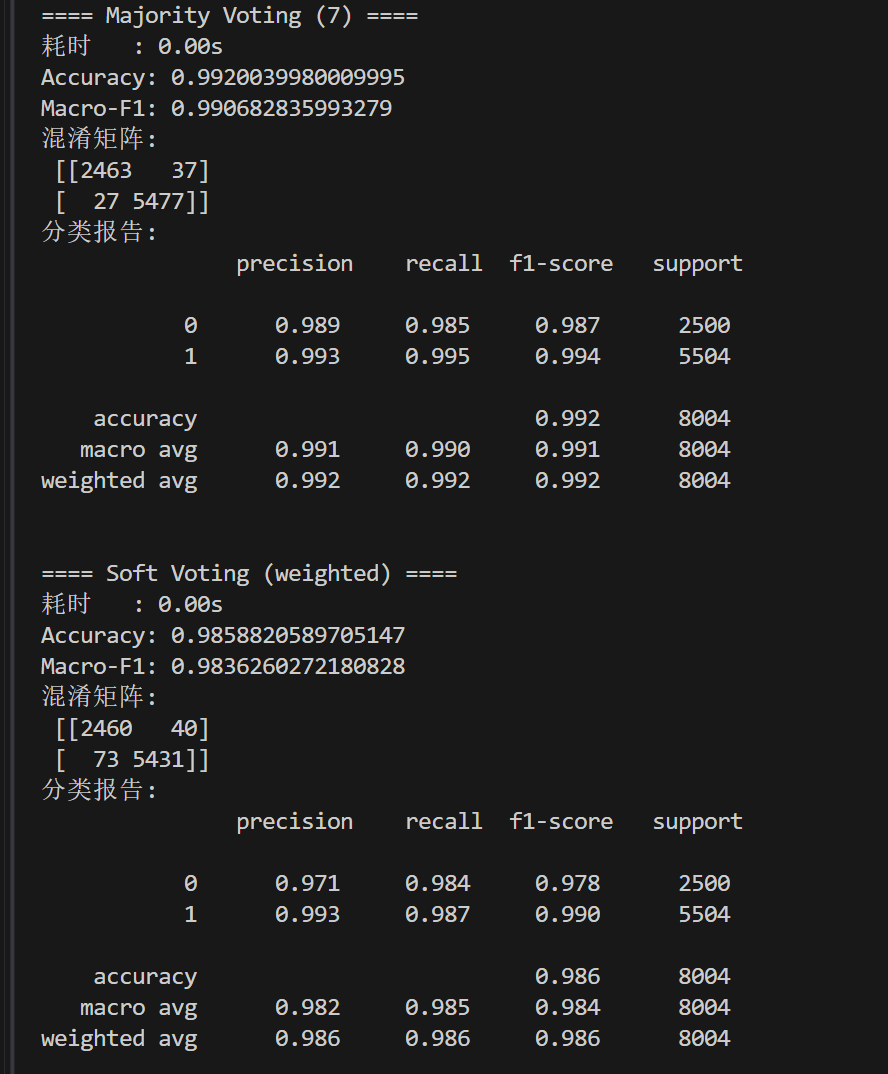 ==== Majority Voting (7) ====
耗时   : 0.00s
Accuracy: 0.9920039980009995
Macro-F1: 0.990682835993279
混淆矩阵:
 [[2463   37]
 [  27 5477]]
分类报告:
               precision    recall  f1-score   support
           0      0.989     0.985     0.987      2500
           1      0.993     0.995     0.994      5504
    accuracy                          0.992      8004
   macro avg      0.991     0.990     0.991      8004
weighted avg      0.992     0.992     0.992      8004
==== Soft Voting (weighted) ====
耗时   : 0.00s
Accuracy: 0.9858820589705147
Macro-F1: 0.9836260272180828
混淆矩阵:
 [[2460   40]
 [  73 5431]]
分类报告:
               precision    recall  f1-score   support
           0      0.971     0.984     0.978      2500
           1      0.993     0.987     0.990      5504
    accuracy                          0.986      8004
   macro avg      0.982     0.985     0.984      8004
weighted avg      0.986     0.986     0.986      8004